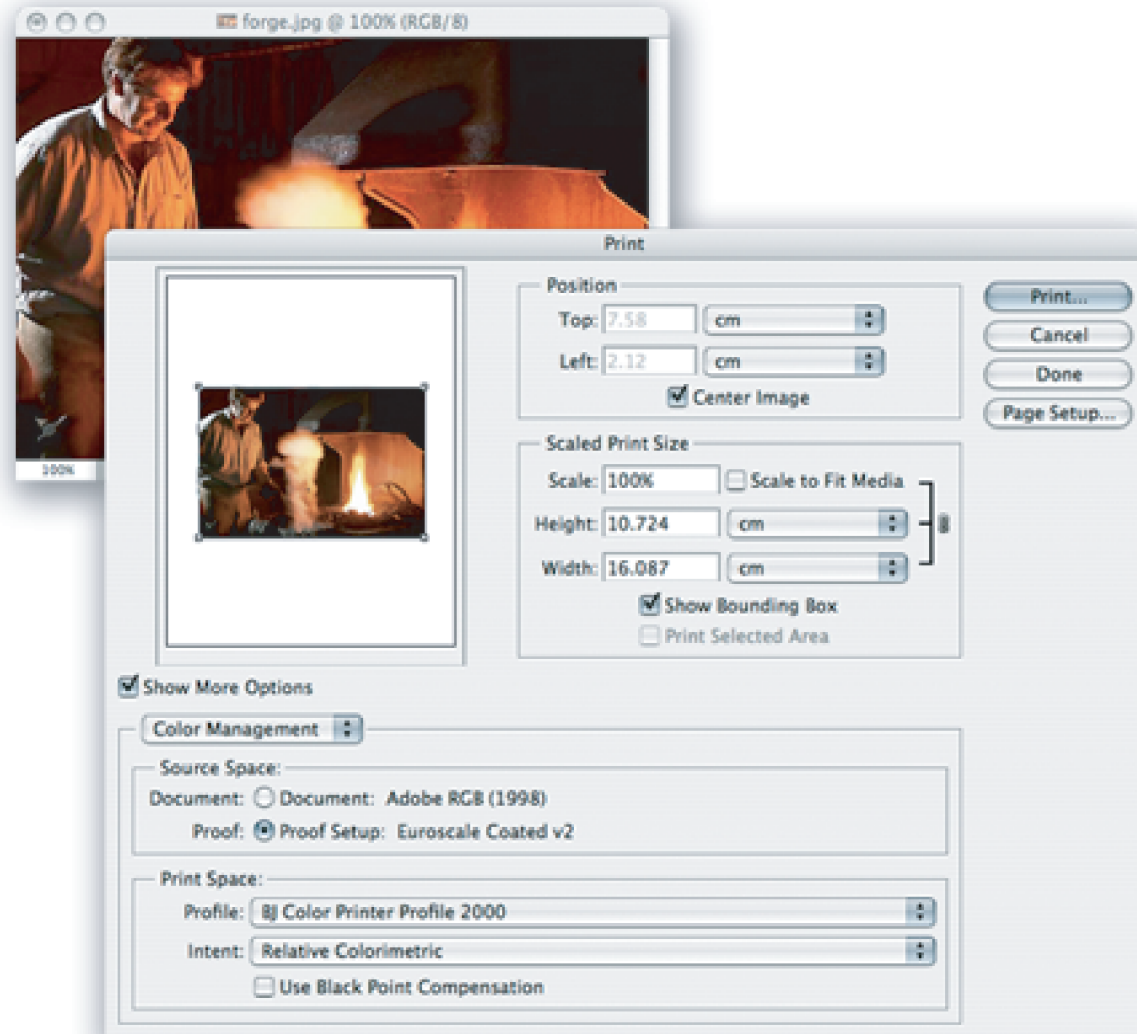 forge.jpg @ 100% (RGB/8)
100%
Print
Position
Top: 7.58 cm
Left: 2.12 cm
Center Image
Print...
Cancel
Done
Page Setup...
Scaled Print Size
Scale: 100% Scale to Fit Media
Height: 10.724 cm
Width: 16.087 cm
Show Bounding Box
Print Selected Area
Show More Options
Color Management
Source Space:
Document: Document: Adobe RGB (1998)
Proof: Proof Setup: Euroscale Coated v2
Print Space:
Profile: BJ Color Printer Profile 2000
Intent: Relative Colorimetric
Use Black Point Compensation